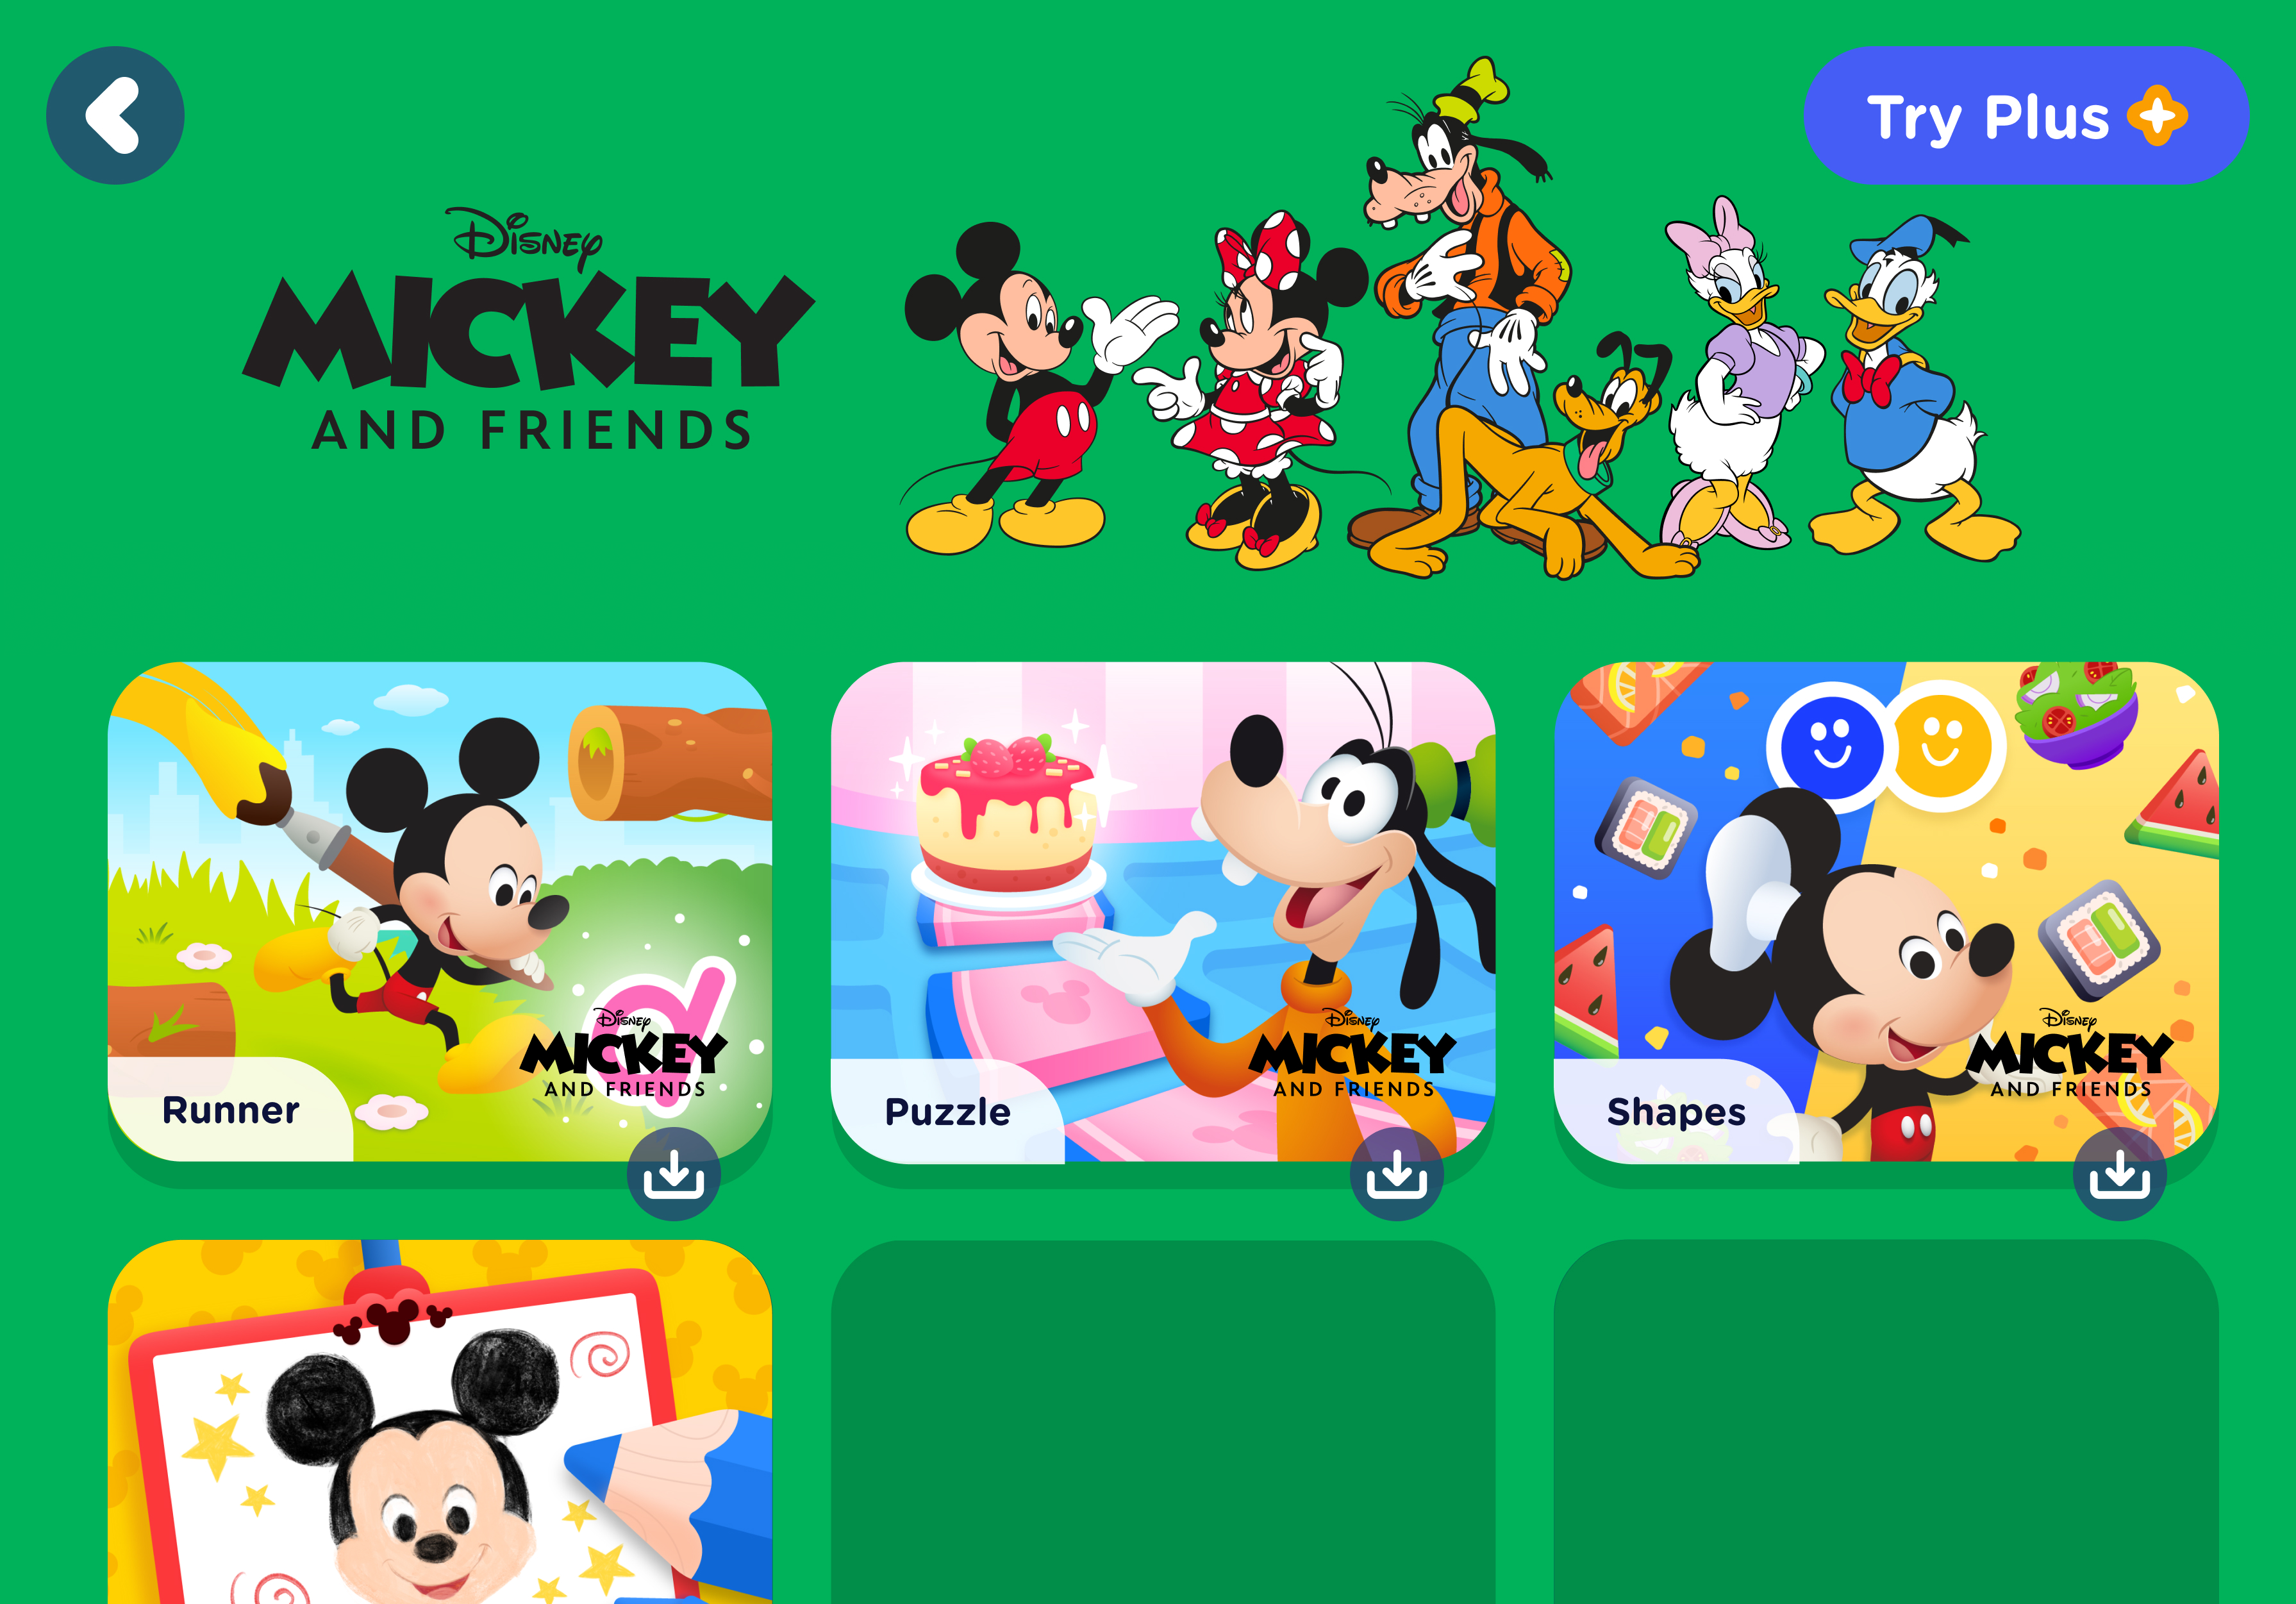 Try Plus
Disney
MICKEY
AND FRIENDS
Disney
MICKEY
AND FRIENDS
Runner
Disney
MICKEY
AND FRIENDS
Puzzle
Disney
MICKEY
AND FRIENDS
Shapes